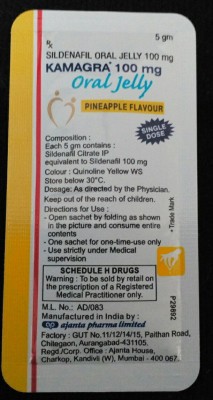 5 gm
Rx
SILDENAFIL ORAL JELLY 100 mg
KAMAGRA® 100 mg
Oral Jelly
PINEAPPLE FLAVOUR
SINGLE DOSE
Composition :
Each 5 gm contains :
Sildenafil Citrate IP
equivalent to Sildenafil 100 mg
Colour : Quinoline Yellow WS
Store below 30°C.
Dosage: As directed by the Physician.
Keep out of the reach of children.
Directions for Use :
- Open sachet by folding as shown
in the picture and consume entire
contents
- One sachet for one-time-use only
- Use strictly under Medical
supervision
• Trade Mark
SCHEDULE H DRUGS
Warning : To be sold by retail on
the prescription of a Registered
Medical Practitioner only.
M.L. No.: AD/083
Manufactured in India by :
ajanta pharma limited
Factory : GUT No.11/12/14/15, Paithan Road,
Chitegaon, Aurangabad-431105.
Regd./Corp. Office : Ajanta House,
Charkop, Kandivli (W), Mumbai - 400 067.
P29892